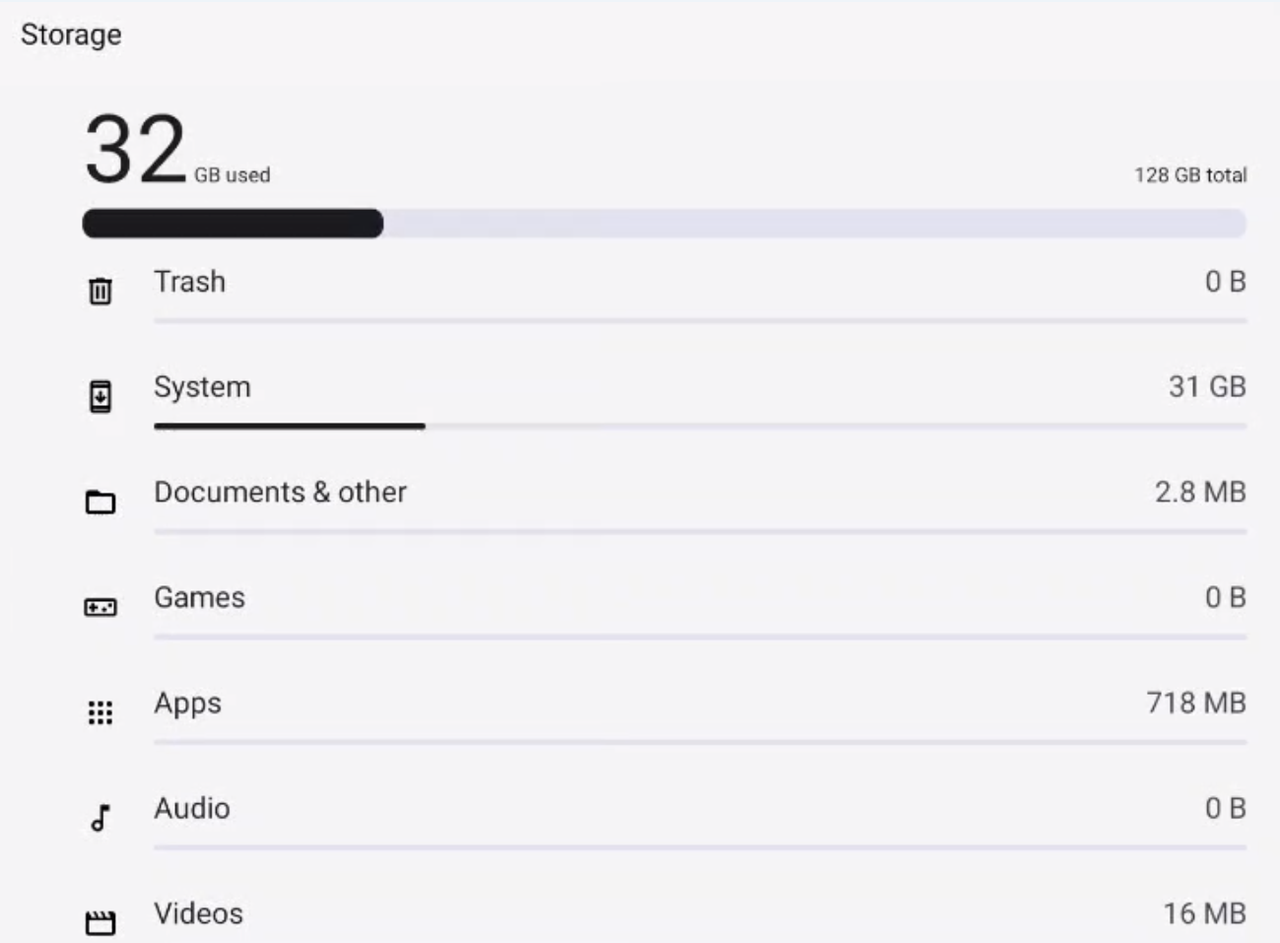 Storage
32 GB used
128 GB total
Trash
0 B
System
31 GB
Documents & other
2.8 MB
Games
0 B
Apps
718 MB
Audio
0 B
Videos
16 MB